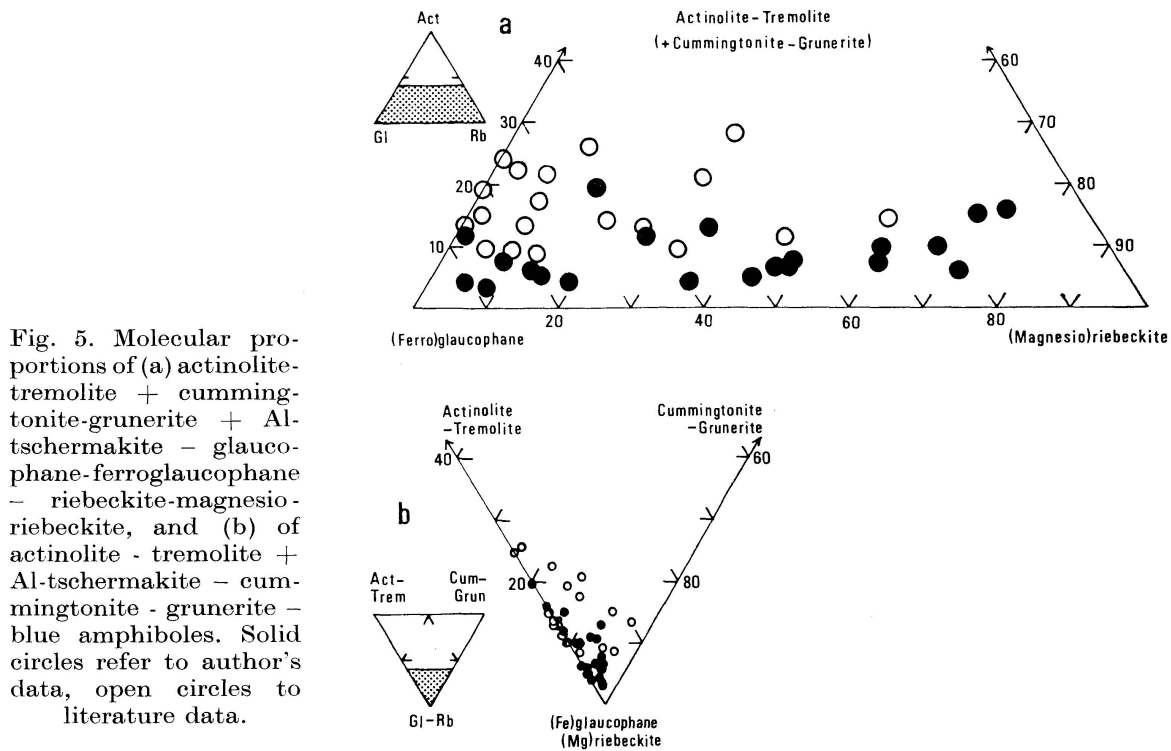 Act
Gl
Rb
a
Actinolite-Tremolite
(+Cummingtonite-Grunerite)
40
30
20
10
60
70
80
90
20
40
60
80
(Ferro)glaucophane
(Magnesio)riebeckite
Fig. 5. Molecular pro-
portions of (a) actinolite-
tremolite + cumming-
tonite-grunerite + Al-
tschermakite – glauco-
phane-ferroglaucophane
– riebeckite-magnesio-
riebeckite, and (b) of
actinolite - tremolite +
Al-tschermakite – cum-
mingtonite - grunerite –
blue amphiboles. Solid
circles refer to author's
data, open circles to
literature data.
b
Actinolite
-Tremolite
Cummingtonite
-Grunerite
40
20
60
80
Act-
Trem
Cum-
Grun
Gl-Rb
(Fe)glaucophane
(Mg)riebeckite